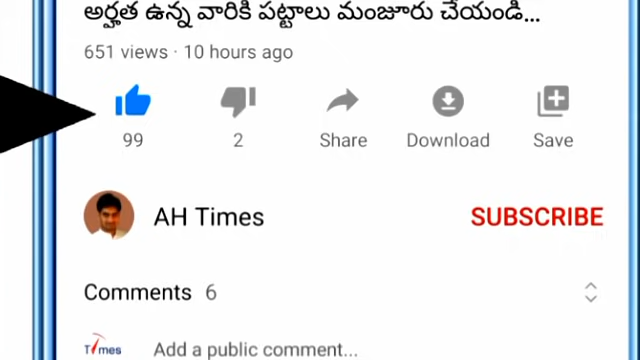 అర్హత ఉన్న వారికి పట్టాలు మంజూరు చేయండి...
651 views · 10 hours ago
99 2 Share Download Save
AH Times SUBSCRIBE
Comments 6
Times Add a public comment...